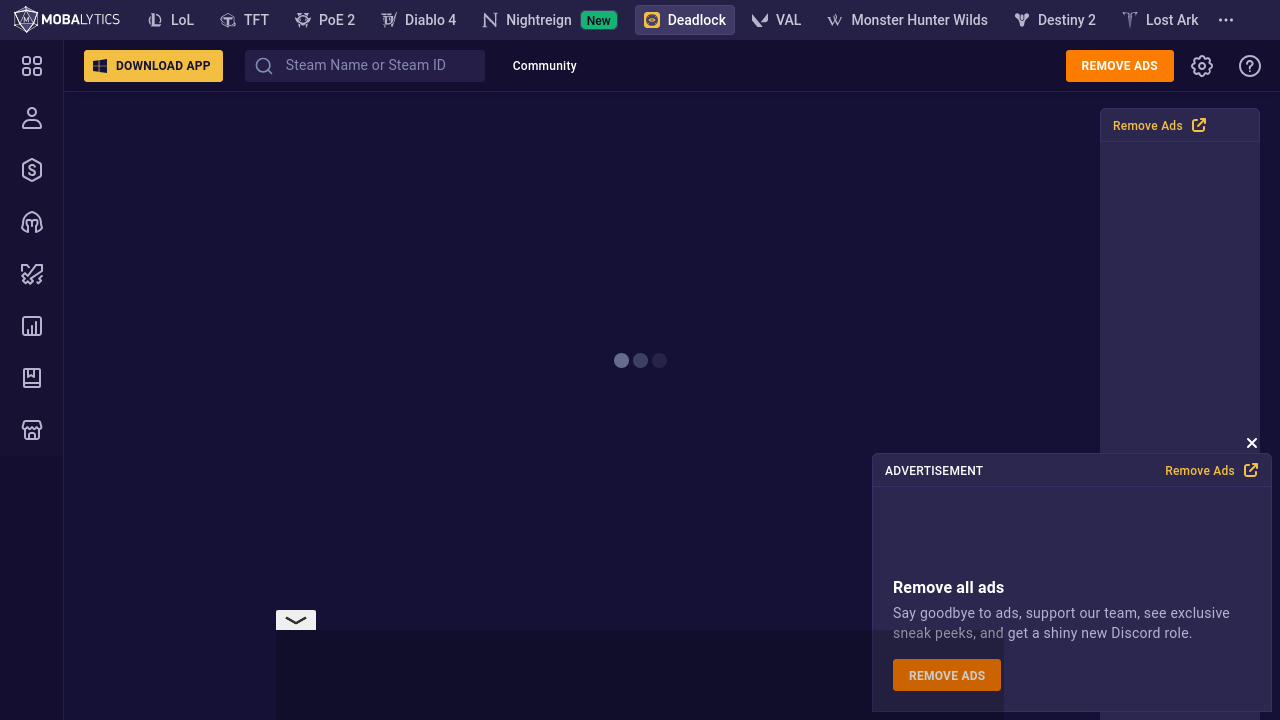 MOBALYTICS
LoL
TFT
PoE 2
Diablo 4
Nightreign New
Deadlock
VAL
Monster Hunter Wilds
Destiny 2
Lost Ark
DOWNLOAD APP
Steam Name or Steam ID
Community
REMOVE ADS
Remove Ads
ADVERTISEMENT
Remove Ads
Remove all ads
Say goodbye to ads, support our team, see exclusive
sneak peeks, and get a shiny new Discord role.
REMOVE ADS